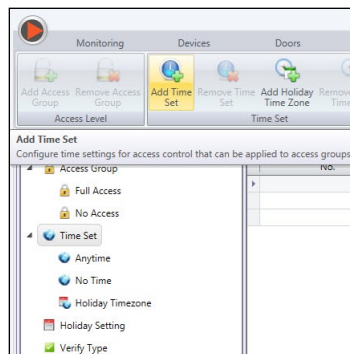 Monitoring Devices Doors
Add Access Group Remove Access Group Add Time Set Remove Time Set Add Holiday Time Zone Remove Time
Access Level Time Set
Add Time Set
Configure time settings for access control that can be applied to access groups
Access Group No.
Full Access
No Access
Time Set
Anytime
No Time
Holiday Timezone
Holiday Setting
Verify Type